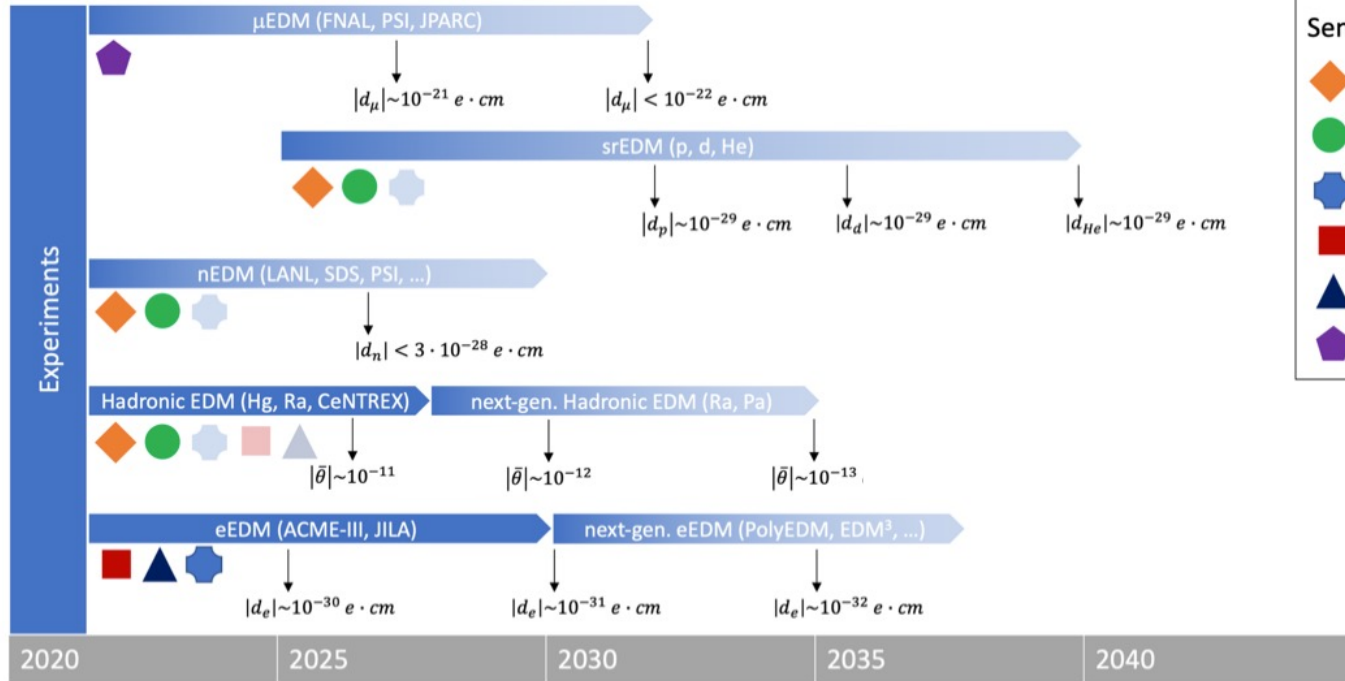 μEDM (FNAL, PSI, JPARC)
|dμ|~10⁻²¹ e · cm
|dμ| < 10⁻²² e · cm
srEDM (p, d, He)
|dp|~10⁻²⁹ e · cm
|dd|~10⁻²⁹ e · cm
|dHe|~10⁻²⁹ e · cm
nEDM (LANL, SDS, PSI, ...)
|dn| < 3 · 10⁻²⁸ e · cm
Hadronic EDM (Hg, Ra, CeNTREX)
next-gen. Hadronic EDM (Ra, Pa)
|θ̄|~10⁻¹¹
|θ̄|~10⁻¹²
|θ̄|~10⁻¹³
eEDM (ACME-III, JILA)
next-gen. eEDM (PolyEDM, EDM³, ...)
|de|~10⁻³⁰ e · cm
|de|~10⁻³¹ e · cm
|de|~10⁻³² e · cm
Experiments
2020
2025
2030
2035
2040